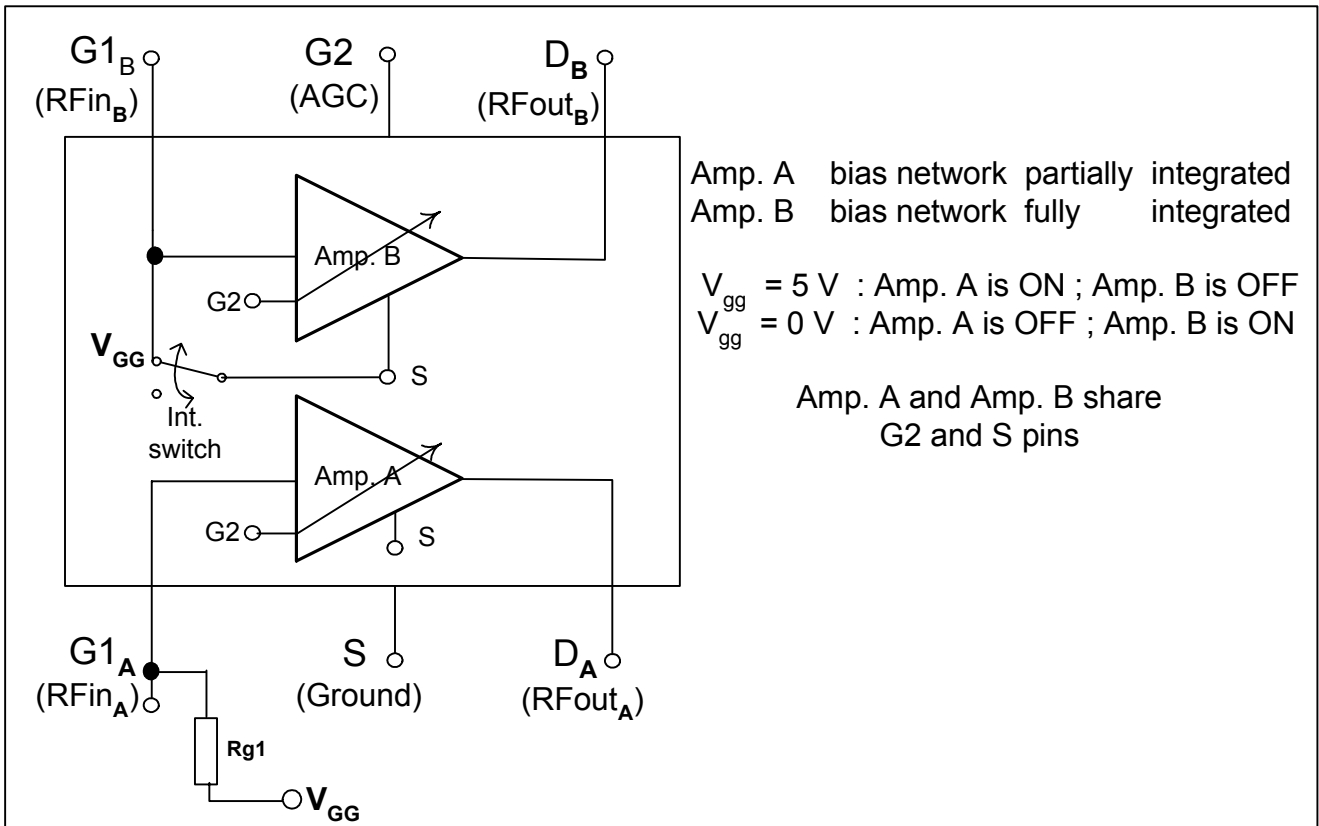 G1B G2 DB
(RFinB) (AGC) (RFoutB)
Amp. A bias network partially integrated
Amp. B bias network fully integrated
Amp. B
G2
Vgg = 5 V : Amp. A is ON ; Amp. B is OFF
Vgg = 0 V : Amp. A is OFF ; Amp. B is ON
VGG
S
Int.
switch
Amp. A and Amp. B share
G2 and S pins
Amp. A
G2
S
G1A S DA
(RFinA) (Ground) (RFoutA)
Rg1
VGG